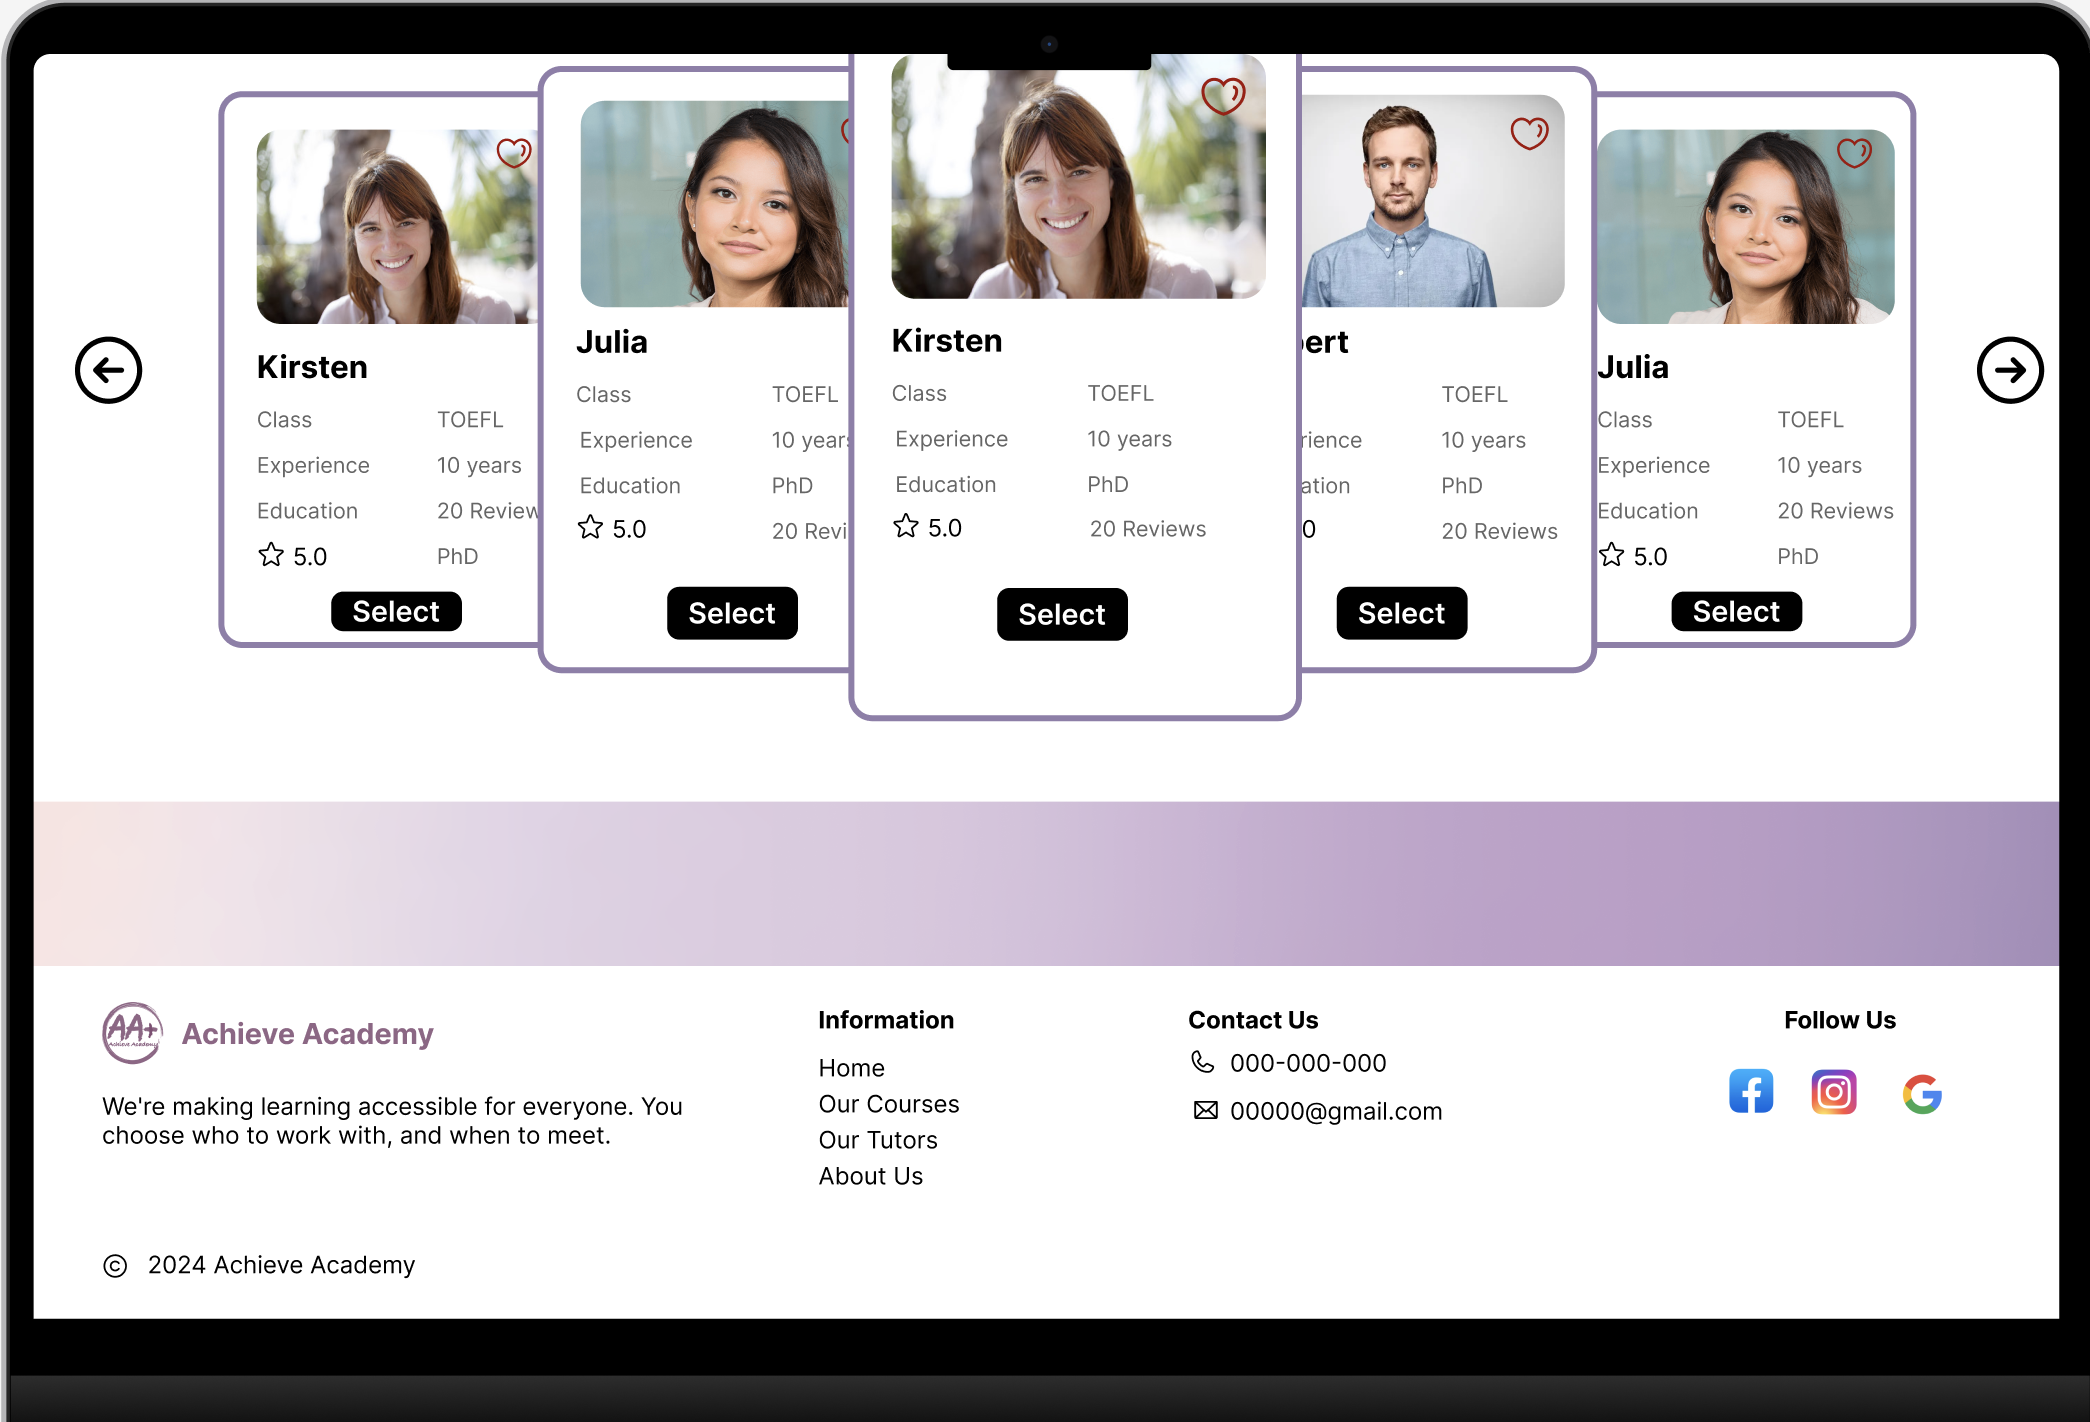 Kirsten
Class TOEFL
Experience 10 years
Education 20 Review
5.0 PhD
Select
Julia
Class TOEFL
Experience 10 years
Education PhD
5.0 20 Revi
Select
Kirsten
Class TOEFL
Experience 10 years
Education PhD
5.0 20 Reviews
Select
bert
TOEFL
rience 10 years
ation PhD
0 20 Reviews
Select
Julia
Class TOEFL
Experience 10 years
Education 20 Reviews
5.0 PhD
Select
AA+
Achieve Academy
Achieve Academy
We're making learning accessible for everyone. You
choose who to work with, and when to meet.
Information
Home
Our Courses
Our Tutors
About Us
Contact Us
000-000-000
00000@gmail.com
Follow Us
© 2024 Achieve Academy